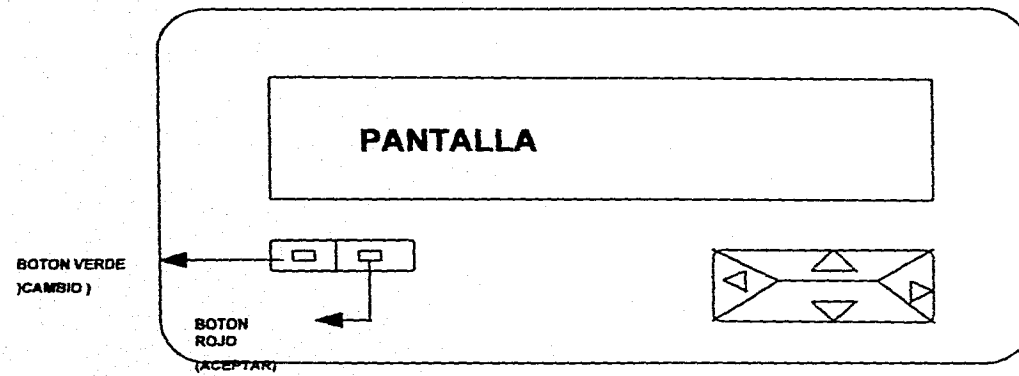 PANTALLA
BOTON VERDE
)CAMBIO )
BOTON
ROJO
(ACEPTAR)